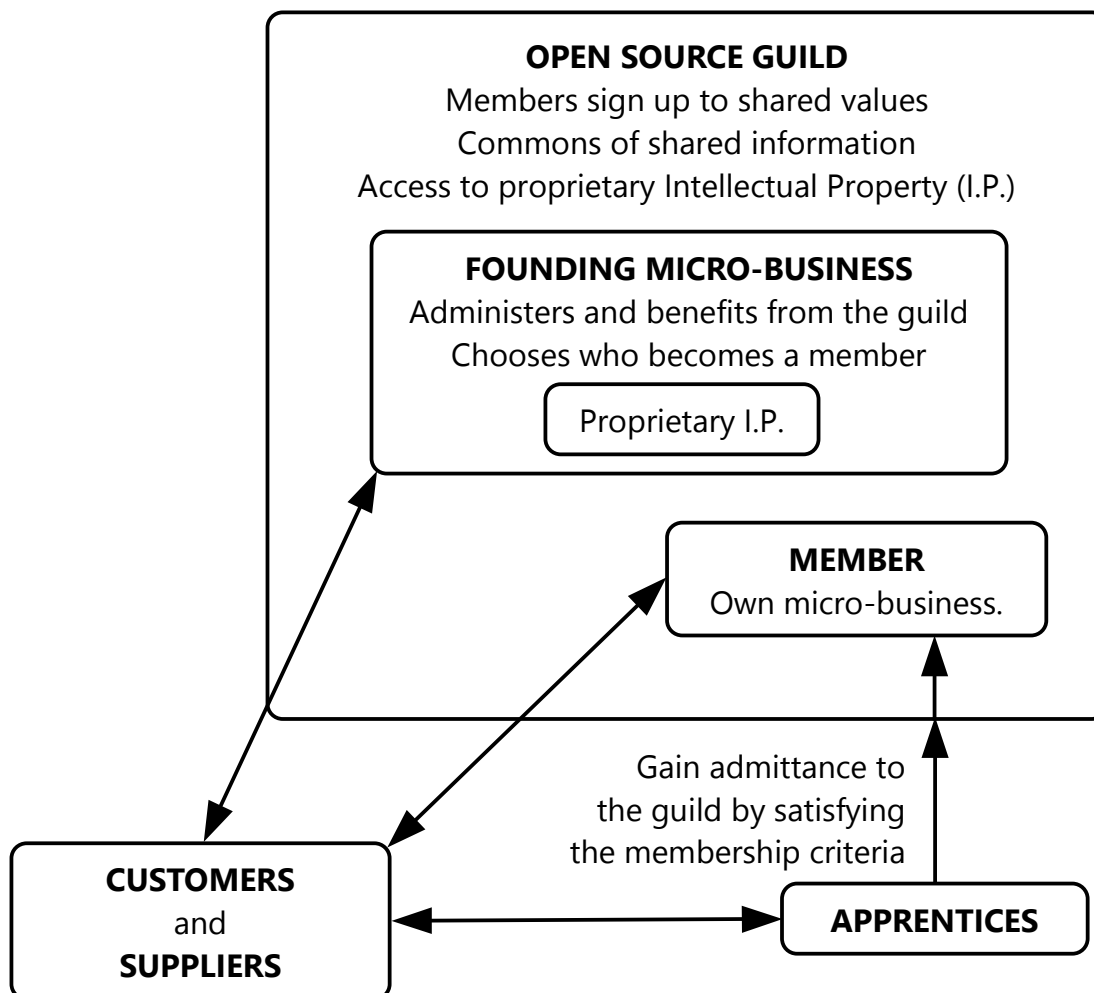 OPEN SOURCE GUILD
Members sign up to shared values
Commons of shared information
Access to proprietary Intellectual Property (I.P.)
FOUNDING MICRO-BUSINESS
Administers and benefits from the guild
Chooses who becomes a member
Proprietary I.P.
MEMBER
Own micro-business.
Gain admittance to
the guild by satisfying
the membership criteria
CUSTOMERS
and
SUPPLIERS
APPRENTICES